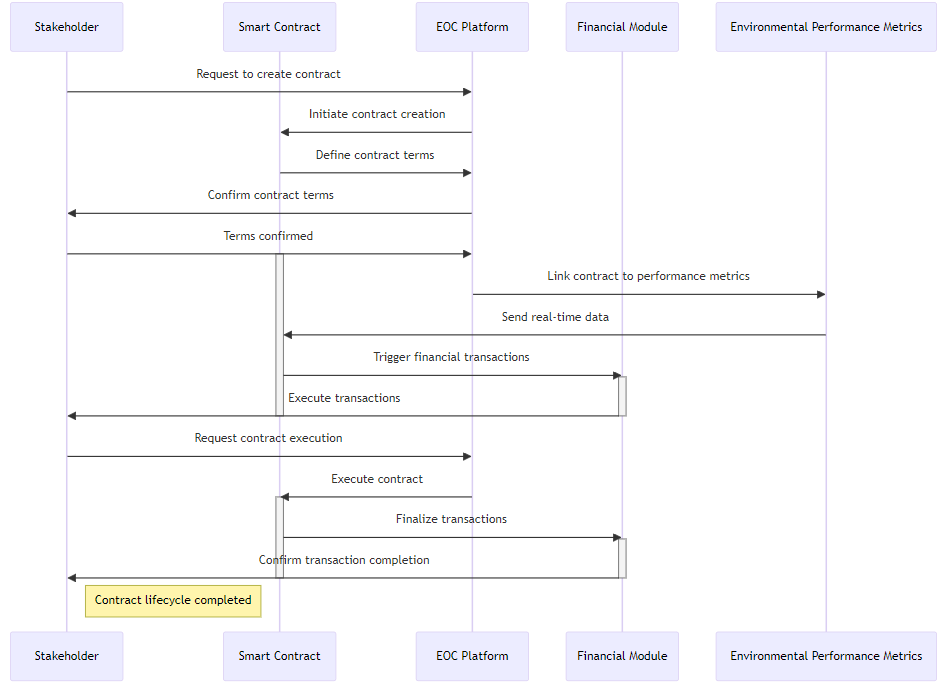 Stakeholder
Smart Contract
EOC Platform
Financial Module
Environmental Performance Metrics
Request to create contract
Initiate contract creation
Define contract terms
Confirm contract terms
Terms confirmed
Link contract to performance metrics
Send real-time data
Trigger financial transactions
Execute transactions
Request contract execution
Execute contract
Finalize transactions
Confirm transaction completion
Contract lifecycle completed
Stakeholder
Smart Contract
EOC Platform
Financial Module
Environmental Performance Metrics